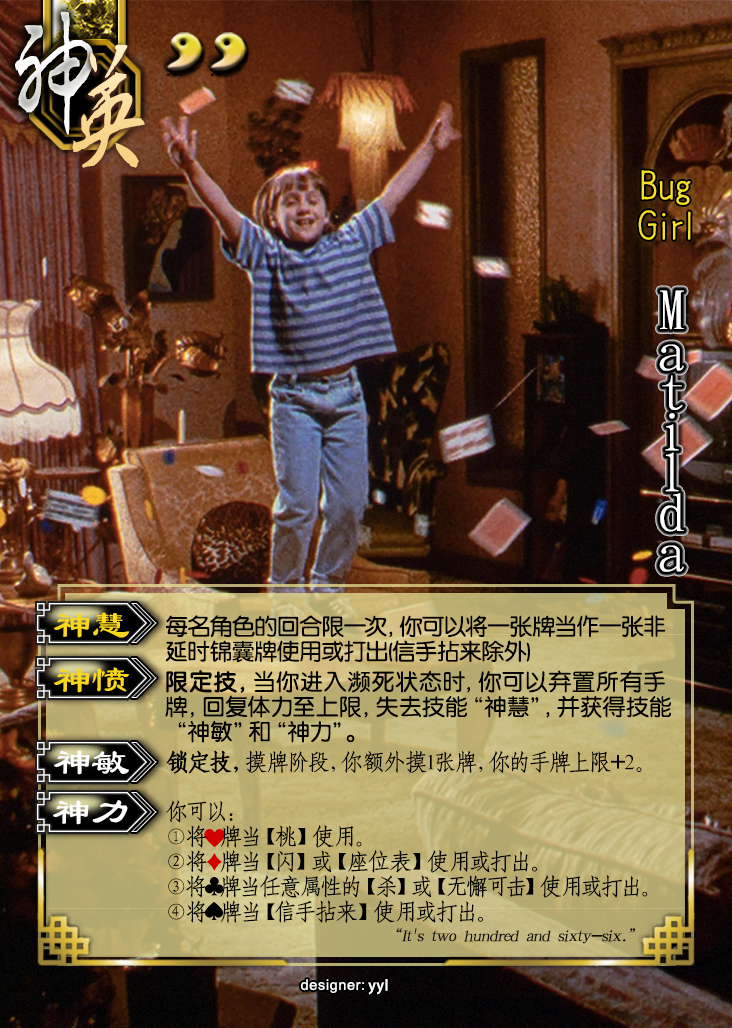 神英
Bug
Girl
Matilda
神慧
每名角色的回合限一次, 你可以将一张牌当作一张非
延时锦囊牌使用或打出(信手拈来除外)
神愤
限定技, 当你进入濒死状态时, 你可以弃置所有手
牌, 回复体力至上限, 失去技能“神慧”, 并获得技能
“神敏”和“神力”。
神敏
锁定技, 摸牌阶段, 你额外摸1张牌, 你的手牌上限+2。
神力
你可以:
①将♥牌当【桃】使用。
②将♦牌当【闪】或【座位表】使用或打出。
③将♣牌当任意属性的【杀】或【无懈可击】使用或打出。
④将♠牌当【信手拈来】使用或打出。
“It's two hundred and sixty-six.”
designer: yyl